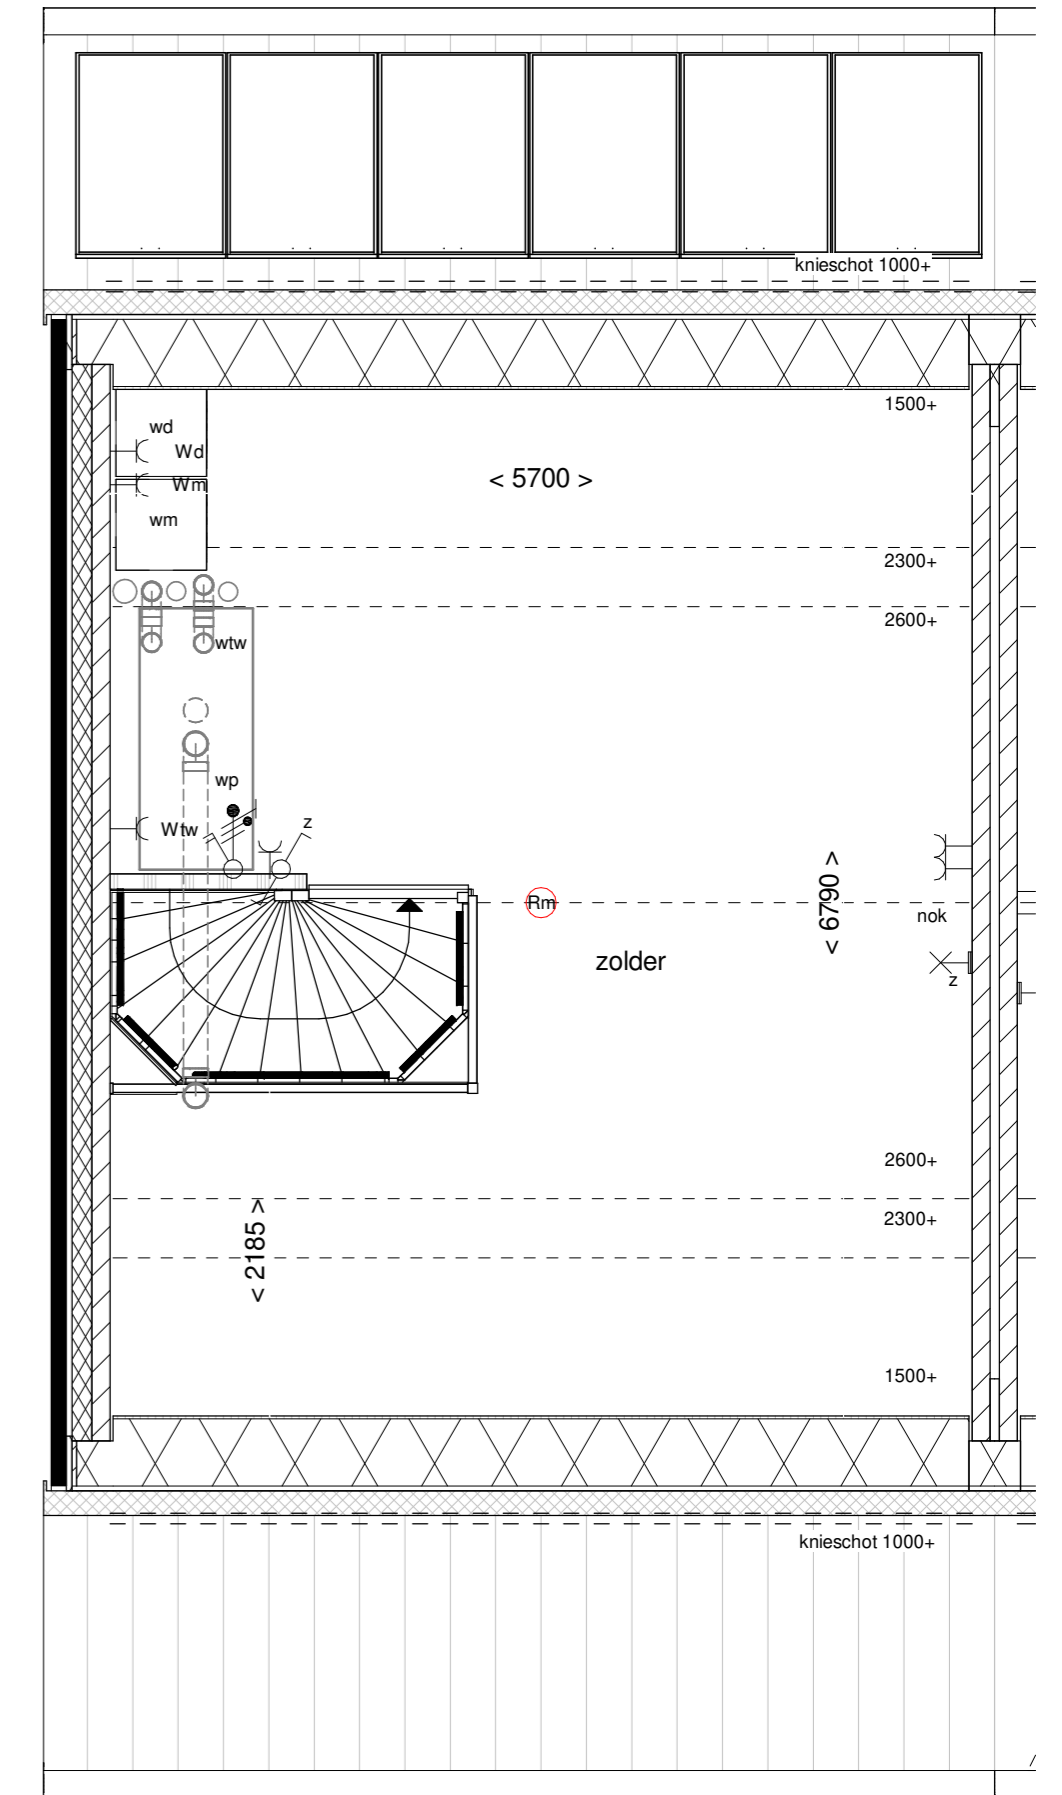 knieschot 1000+
1500+
wd
Wd
< 5700 >
Wm
wm
2300+
2600+
wtw
wp
z
Wtw
< 6790 >
Rm
nok
zolder
z
2600+
2300+
< 2185 >
1500+
knieschot 1000+